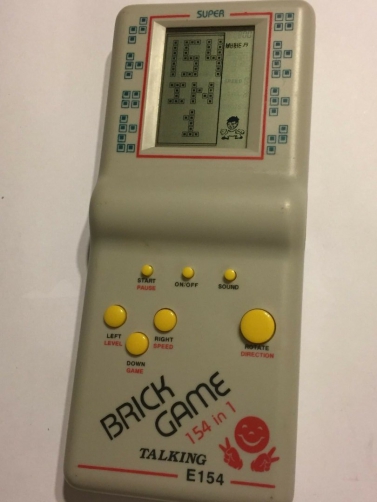 SUPER
MUSIC
START
PAUSE
ON/OFF
SOUND
LEFT
LEVEL
RIGHT
SPEED
ROTATE
DIRECTION
DOWN
GAME
BRICK
GAME
154 in 1
TALKING
E154